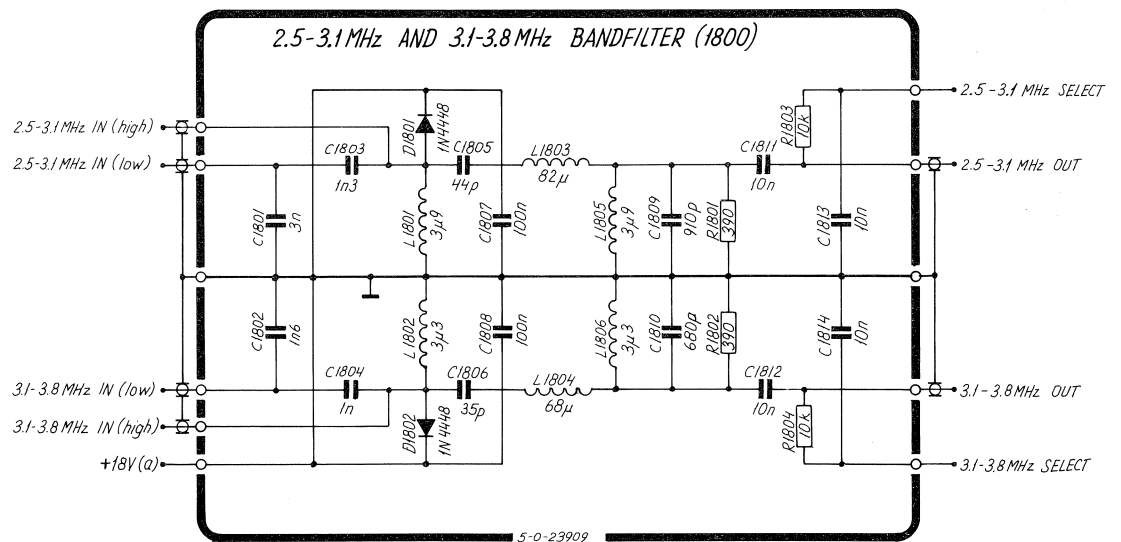 2.5-3.1 MHz AND 3.1-3.8 MHz BANDFILTER (1800)
2.5-3.1 MHz SELECT
2.5-3.1 MHz IN (high)
D1801
1N4448
R1803
10k
2.5-3.1 MHz IN (low)
C1803
1n3
C1805
44p
L1803
82µ
C1811
10n
2.5-3.1 MHz OUT
C1801
3n
L1801
3µ9
C1807
100n
L1805
3µ9
C1809
910p
R1801
390
C1813
10n
C1802
1n6
L1802
3µ3
C1808
100n
L1806
3µ3
C1810
680p
R1802
390
C1814
10n
3.1-3.8 MHz IN (low)
C1804
1n
C1806
35p
L1804
68µ
C1812
10n
3.1-3.8 MHz OUT
3.1-3.8 MHz IN (high)
D1802
1N4448
R1804
10k
+18V (a)
3.1-3.8 MHz SELECT
5-0-23909